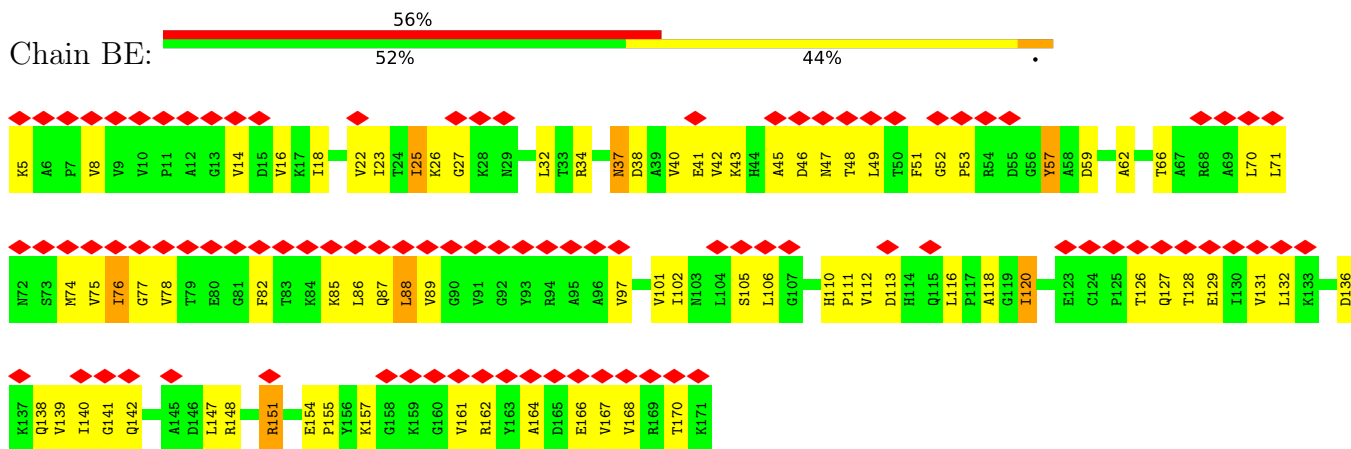 56%
Chain BE:
52% 44% •
K5 A6 P7 V8 V9 V10 P11 A12 G13 V14 D15 V16 K17 I18 V22 I23 T24 I25 K26 G27 K28 N29 L32 T33 R34 N37 D38 A39 V40 E41 V42 K43 H44 A45 D46 N47 T48 L49 T50 F51 G52 P53 R54 D55 G56 Y57 A58 D59 A62 T66 A67 R68 A69 L70 L71
N72 S73 M74 V75 I76 G77 V78 T79 E80 G81 F82 T83 K84 K85 L86 Q87 L88 V89 G90 V91 G92 Y93 R94 A95 A96 V97 V101 I102 N103 L104 S105 L106 G107 H110 P111 V112 D113 H114 Q115 L116 P117 A118 G119 I120 E123 C124 P125 T126 Q127 T128 E129 I130 V131 L132 K133 D136
K137 Q138 V139 I140 G141 Q142 A145 D146 L147 R148 R151 E154 P155 Y156 K157 G158 K159 G160 V161 R162 Y163 A164 D165 E166 V167 V168 R169 T170 K171